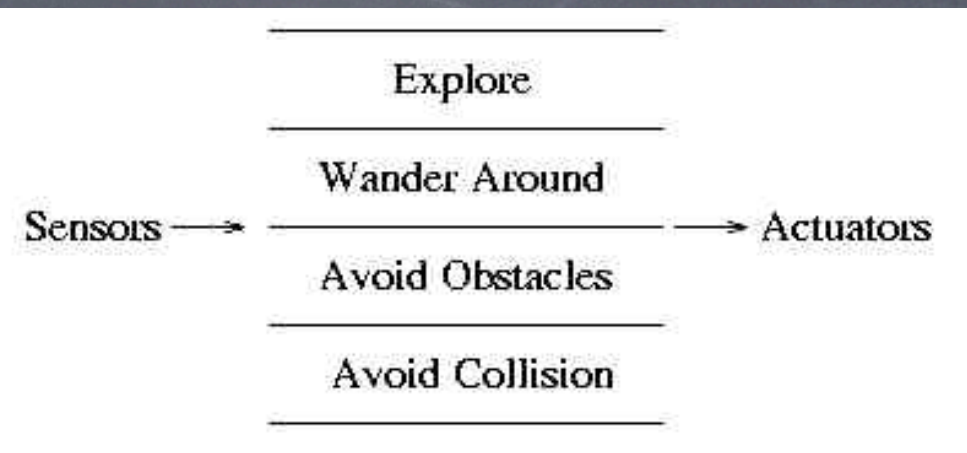 Explore
Wander Around
Sensors
Actuators
Avoid Obstacles
Avoid Collision